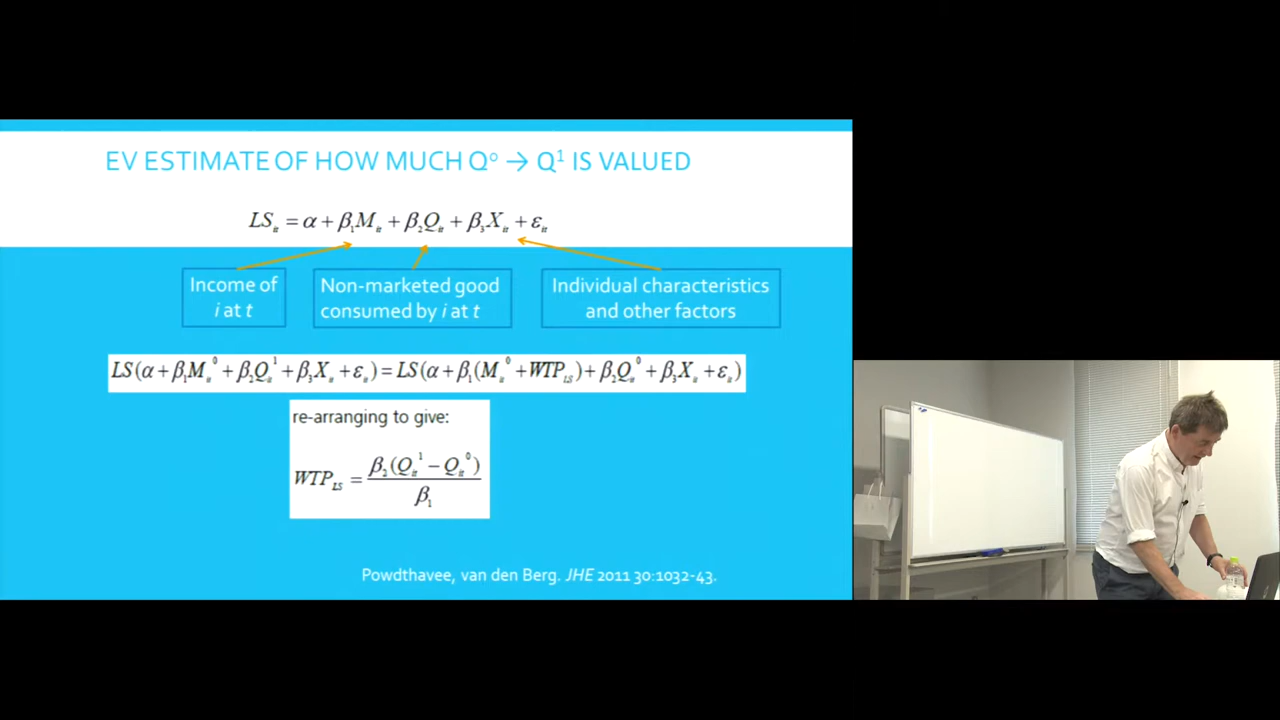 EV ESTIMATE OF HOW MUCH Q⁰ → Q¹ IS VALUED
LSᵢₜ = α + β₁Mᵢₜ + β₂Qᵢₜ + β₃Xᵢₜ + εᵢₜ
Income of
i at t
Non-marketed good
consumed by i at t
Individual characteristics
and other factors
LS(α + β₁Mᵢₜ⁰ + β₂Qᵢₜ¹ + β₃Xᵢₜ + εᵢₜ) = LS(α + β₁(Mᵢₜ⁰ + WTP_LS) + β₂Qᵢₜ⁰ + β₃Xᵢₜ + εᵢₜ)
re-arranging to give:
WTP_LS = β₂(Qᵢₜ¹ − Qᵢₜ⁰) / β₁
Powdthavee, van den Berg. JHE 2011 30:1032-43.